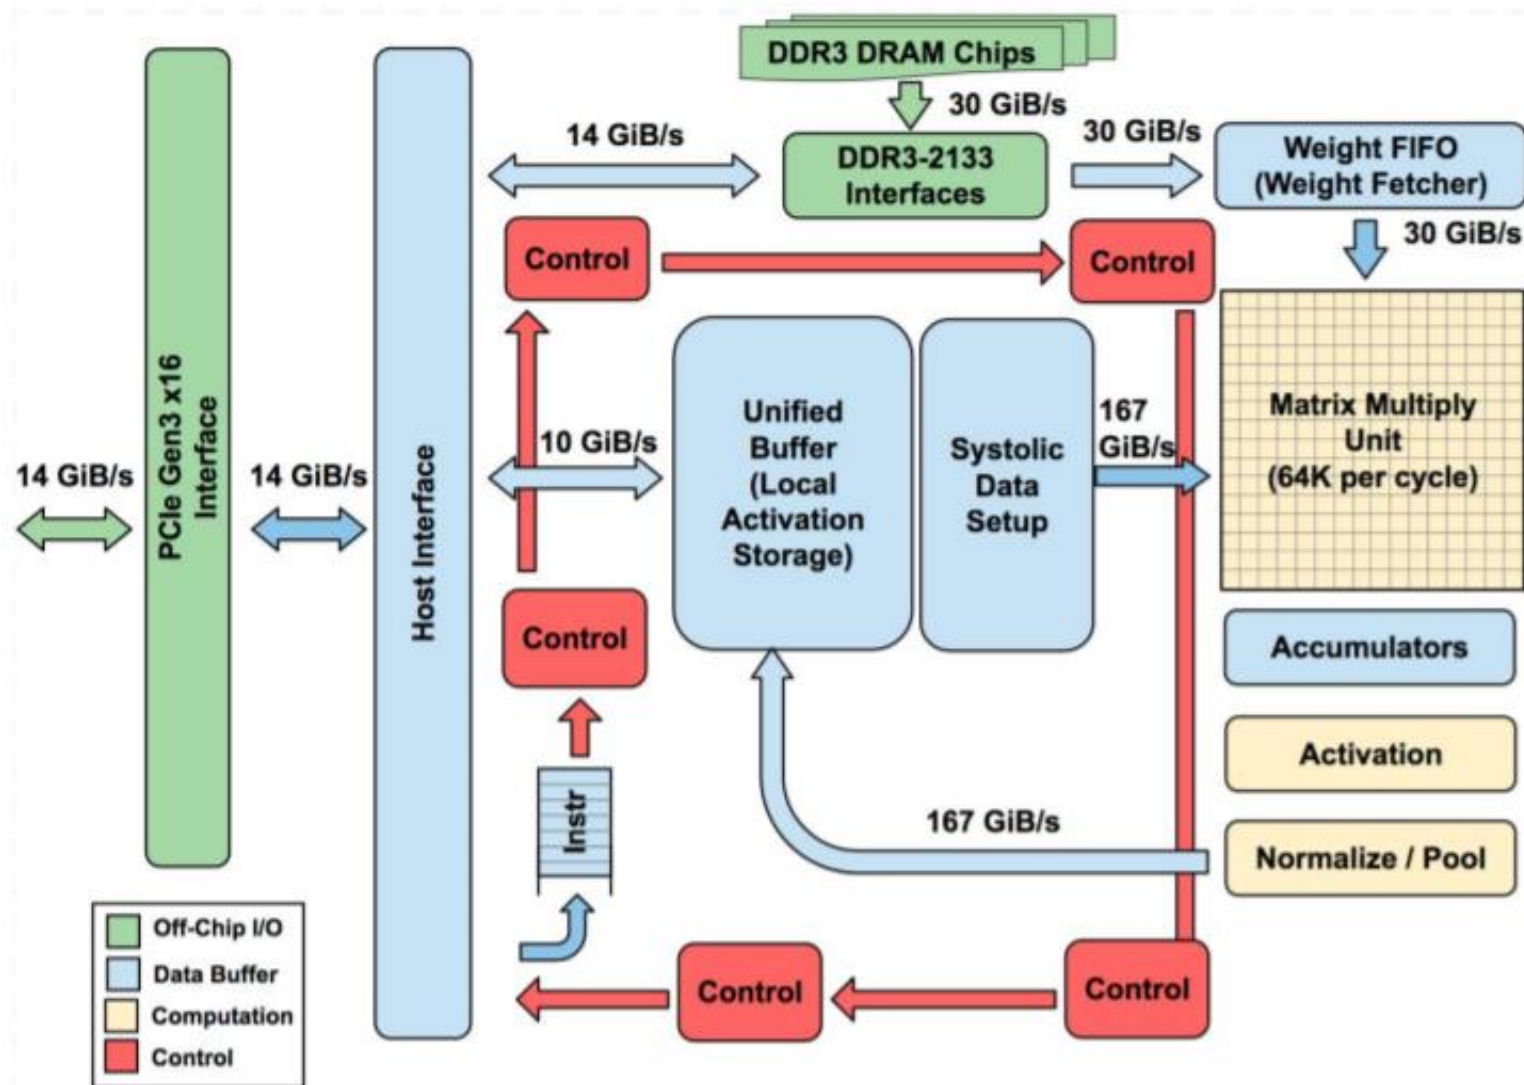 DDR3 DRAM Chips
30 GiB/s
14 GiB/s
DDR3-2133
Interfaces
30 GiB/s
Weight FIFO
(Weight Fetcher)
30 GiB/s
Control
Control
PCIe Gen3 x16
Interface
14 GiB/s
14 GiB/s
Host Interface
10 GiB/s
Unified
Buffer
(Local
Activation
Storage)
Systolic
Data
Setup
167
GiB/s
Matrix Multiply
Unit
(64K per cycle)
Control
Accumulators
Activation
Instr
167 GiB/s
Normalize / Pool
Control
Control
Off-Chip I/O
Data Buffer
Computation
Control